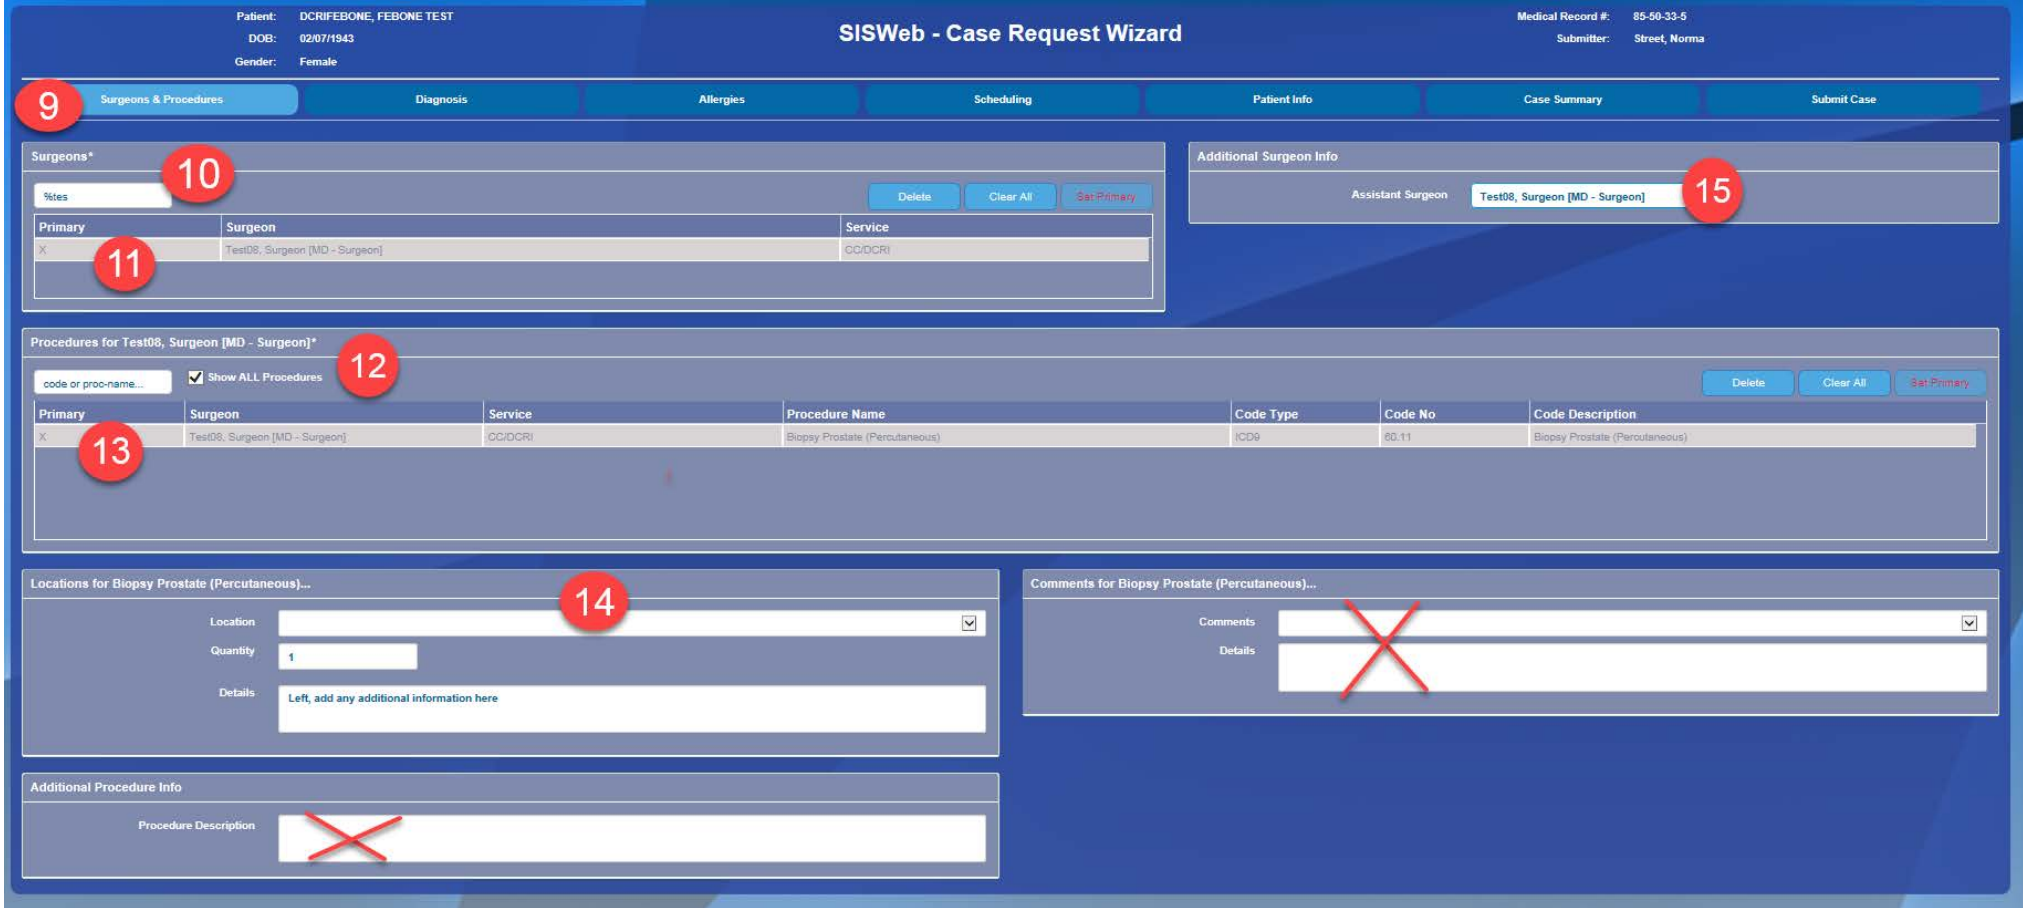 Patient: DCRIFEBONE, FEBONE TEST
DOB: 02/07/1943
Gender: Female
SISWeb - Case Request Wizard
Medical Record #: 85-50-33-5
Submitter: Street, Norma
9 Surgeons & Procedures Diagnosis Allergies Scheduling Patient Info Case Summary Submit Case
Surgeons*
10
%tes Delete Clear All Set Primary
Primary Surgeon Service
X Test08, Surgeon [MD - Surgeon] CC/DCRI
11
Additional Surgeon Info
Assistant Surgeon Test08, Surgeon [MD - Surgeon] 15
Procedures for Test08, Surgeon [MD - Surgeon]*
12
code or proc-name... Show ALL Procedures Delete Clear All Set Primary
Primary Surgeon Service Procedure Name Code Type Code No Code Description
X Test08, Surgeon [MD - Surgeon] CC/DCRI Biopsy Prostate (Percutaneous) ICD9 60.11 Biopsy Prostate (Percutaneous)
13
Locations for Biopsy Prostate (Percutaneous)...
14
Location
Quantity 1
Details Left, add any additional information here
Comments for Biopsy Prostate (Percutaneous)...
Comments
Details
Additional Procedure Info
Procedure Description